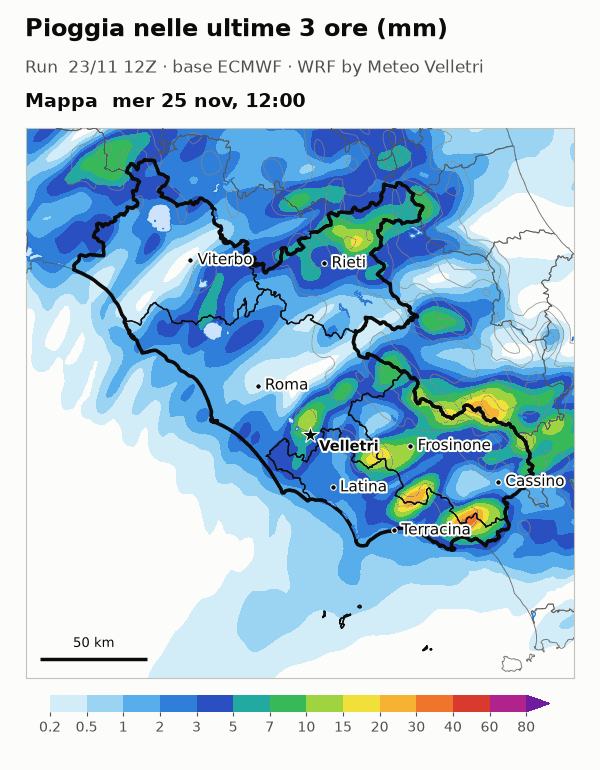 Pioggia nelle ultime 3 ore (mm)
Run 23/11 12Z · base ECMWF · WRF by Meteo Velletri
Mappa mer 25 nov, 12:00
Viterbo
Rieti
Roma
Velletri
Frosinone
Cassino
Latina
Terracina
50 km
0.2 0.5 1 2 3 5 7 10 15 20 30 40 60 80